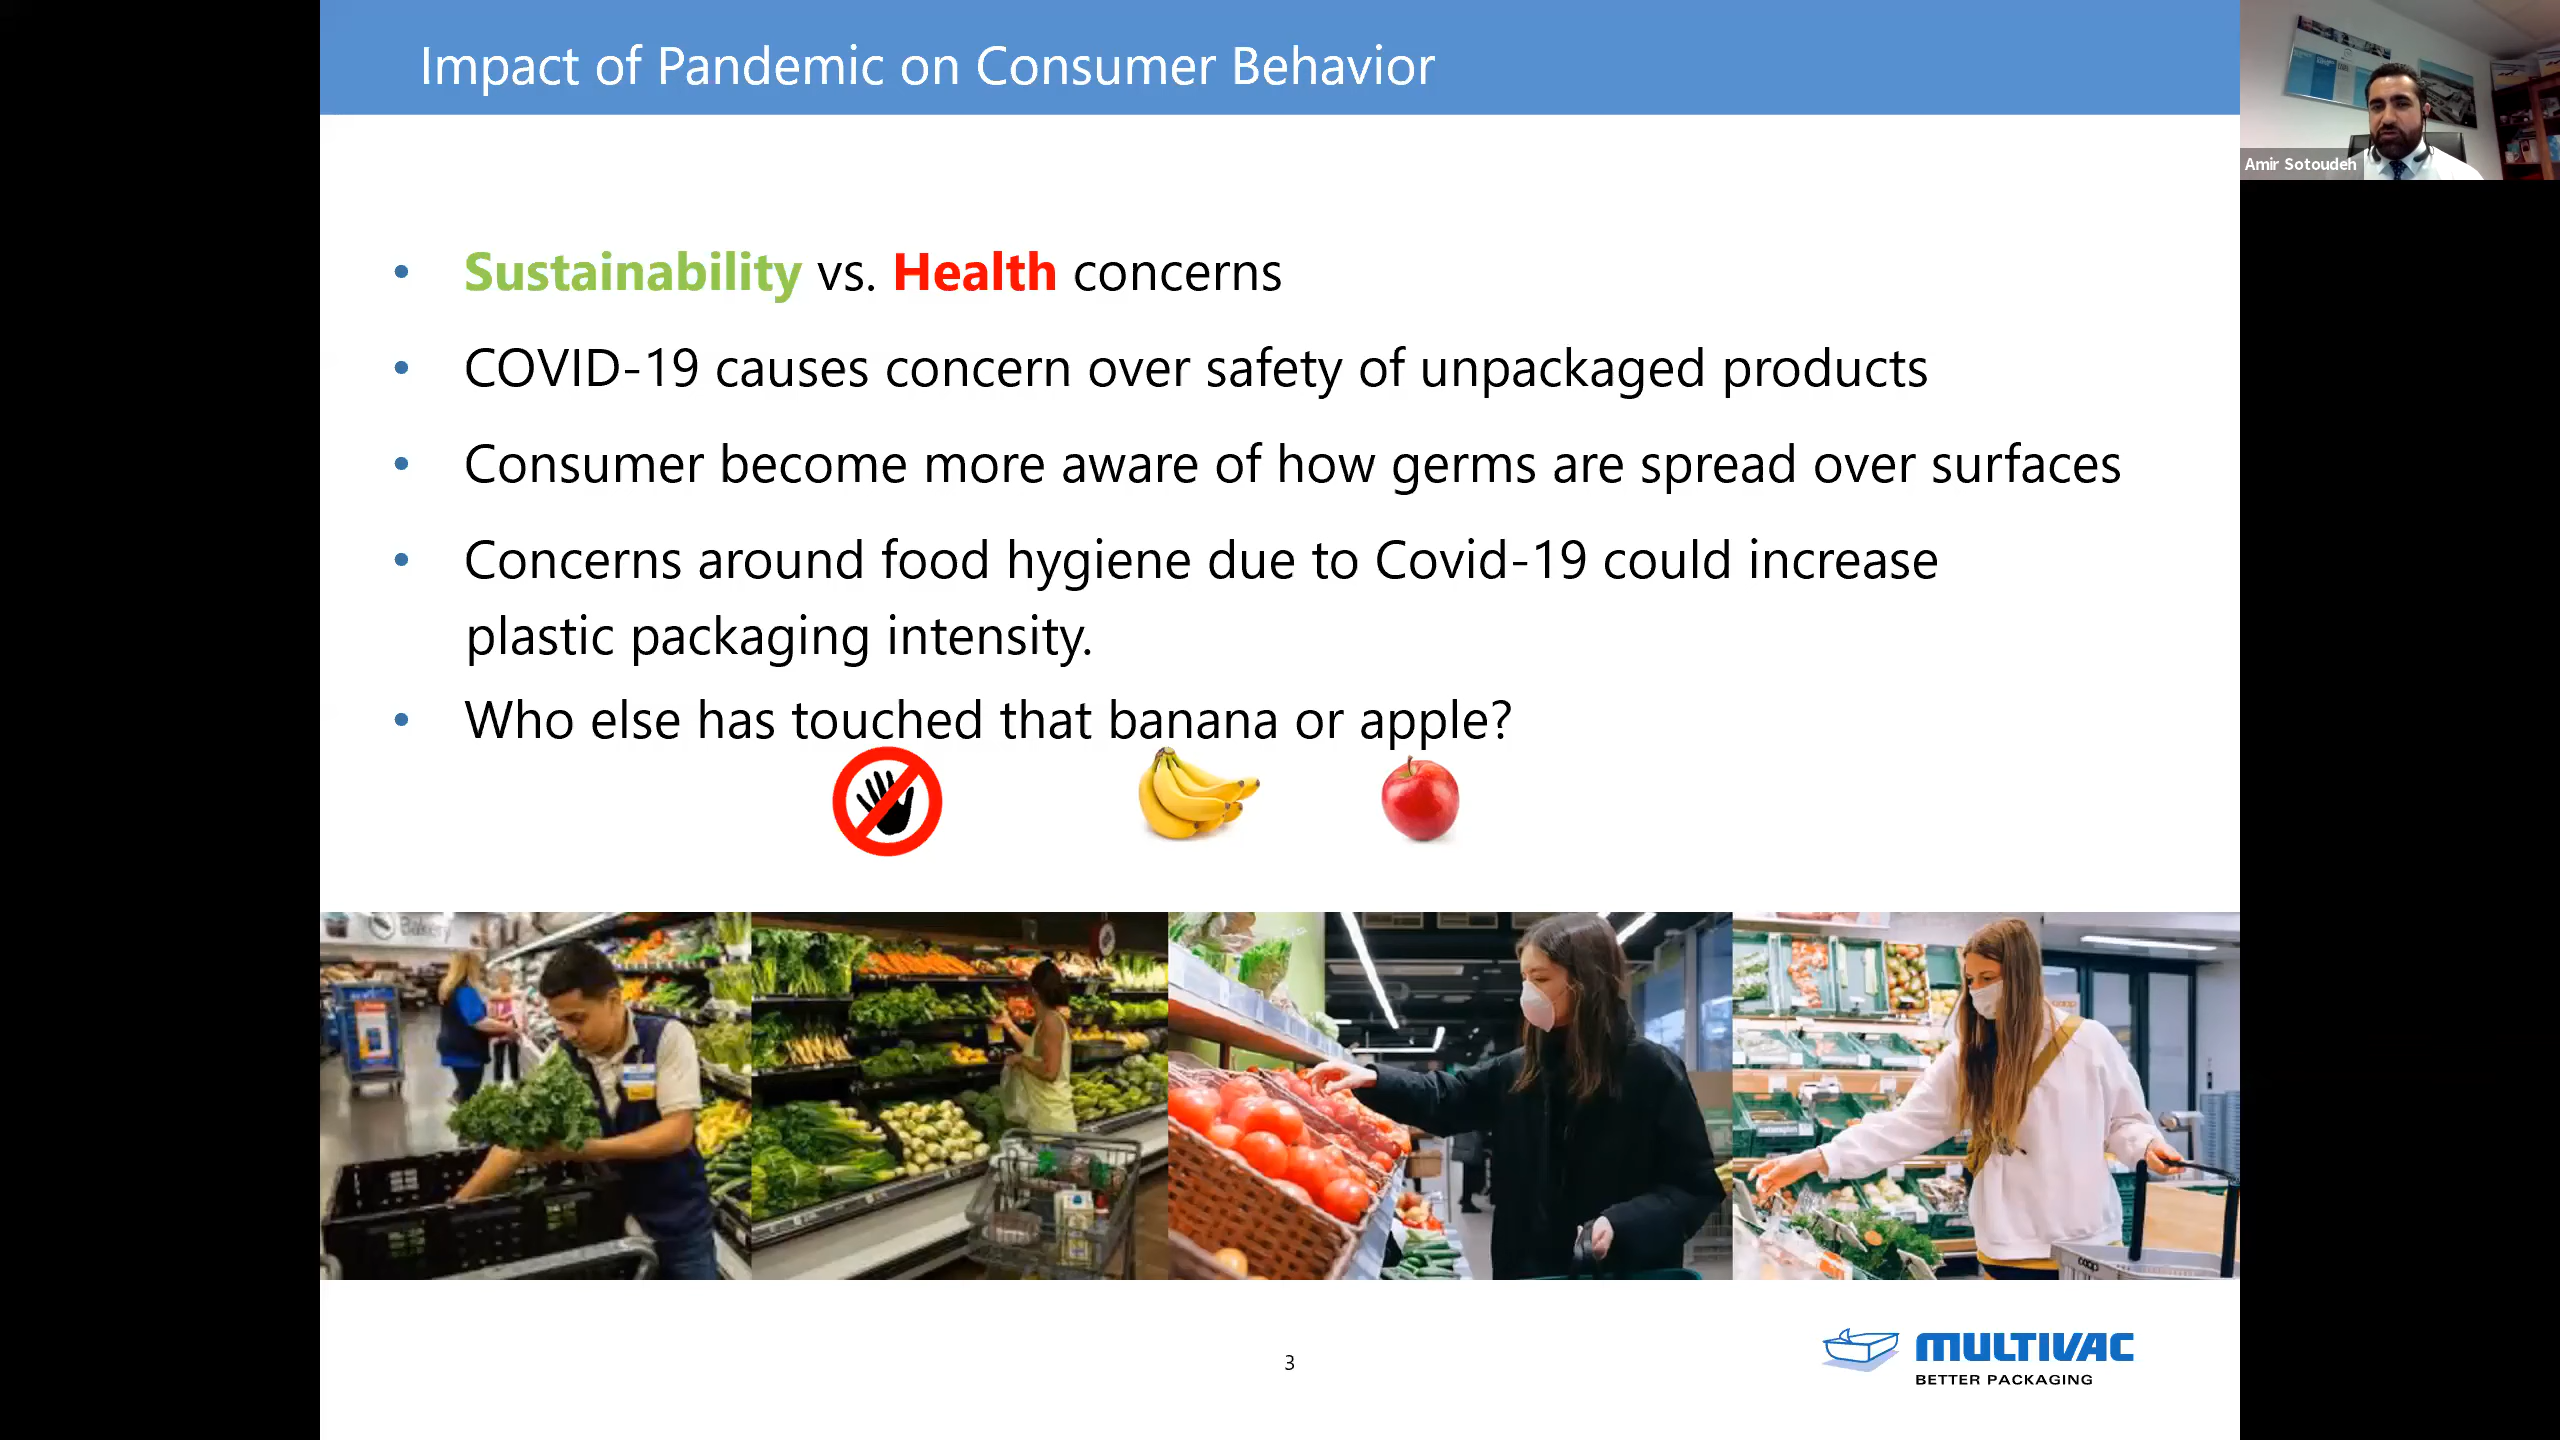 Impact of Pandemic on Consumer Behavior
Amir Sotoudeh
• Sustainability vs. Health concerns
• COVID-19 causes concern over safety of unpackaged products
• Consumer become more aware of how germs are spread over surfaces
• Concerns around food hygiene due to Covid-19 could increase
plastic packaging intensity.
• Who else has touched that banana or apple?
Bakery
coop
3
MULTIVAC
BETTER PACKAGING